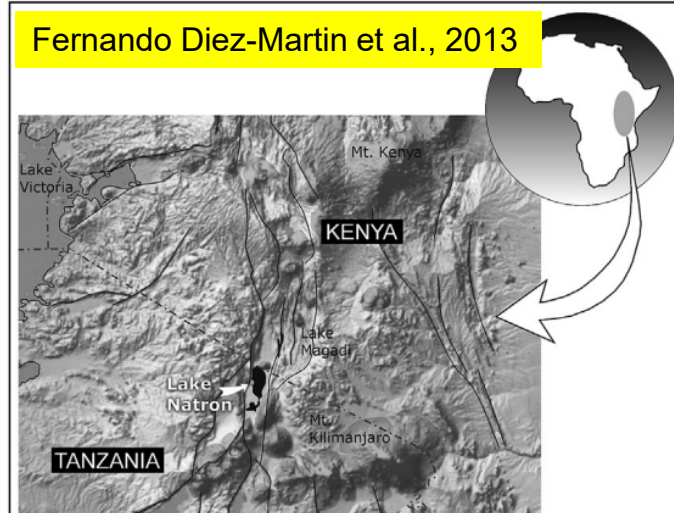 Fernando Diez-Martin et al., 2013
Lake
Victoria
Mt. Kenya
KENYA
Lake
Magadi
Lake
Natron
Mt.
Kilimanjaro
TANZANIA